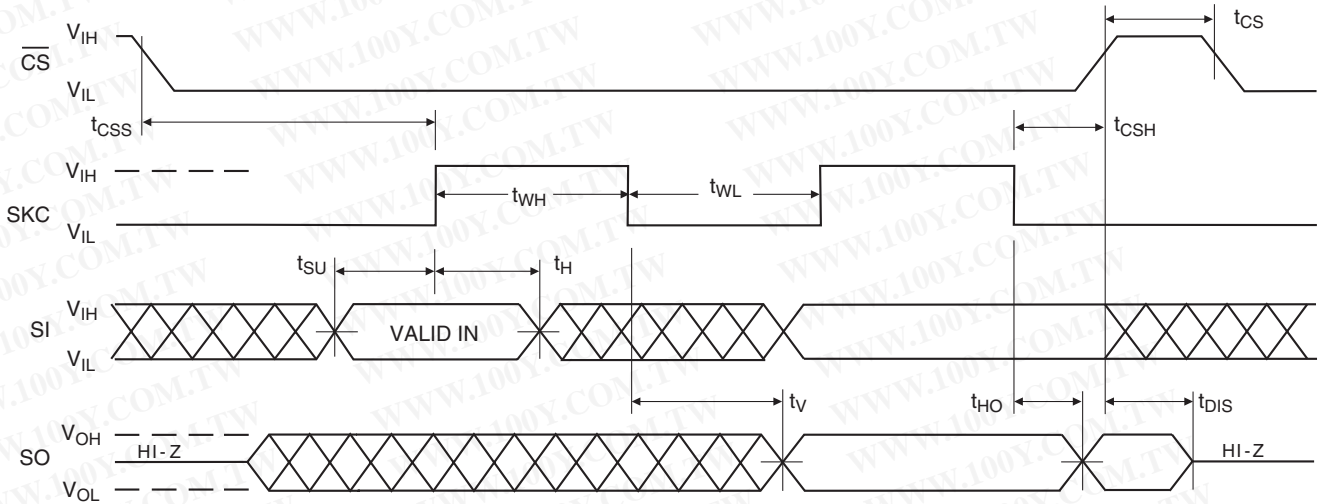 V_IH
t_CS
CS
V_IL
t_CSS
t_CSH
V_IH
t_WH
t_WL
SKC
V_IL
t_SU
t_H
V_IH
SI
VALID IN
V_IL
t_V
t_HO
t_DIS
V_OH
SO
HI-Z
HI-Z
V_OL
WWW.100Y.COM.TW